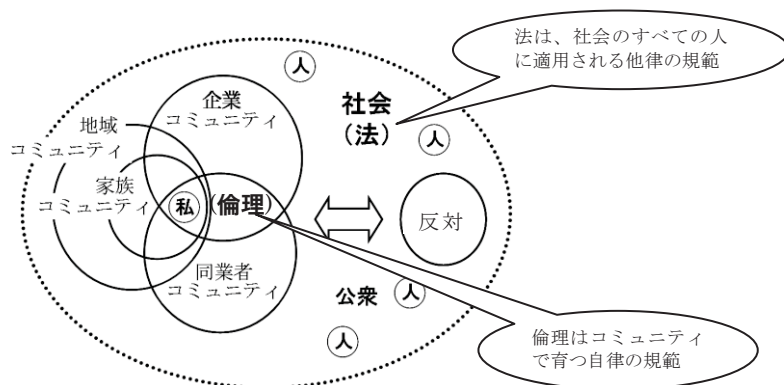 法は、社会のすべての人
に適用される他律の規範
人
企業
コミュニティ
社会
(法)
地域
コミュニティ
人
家族
コミュニティ
私
(倫理)
反対
同業者
コミュニティ
公衆
人
人
倫理はコミュニティ
で育つ自律の規範